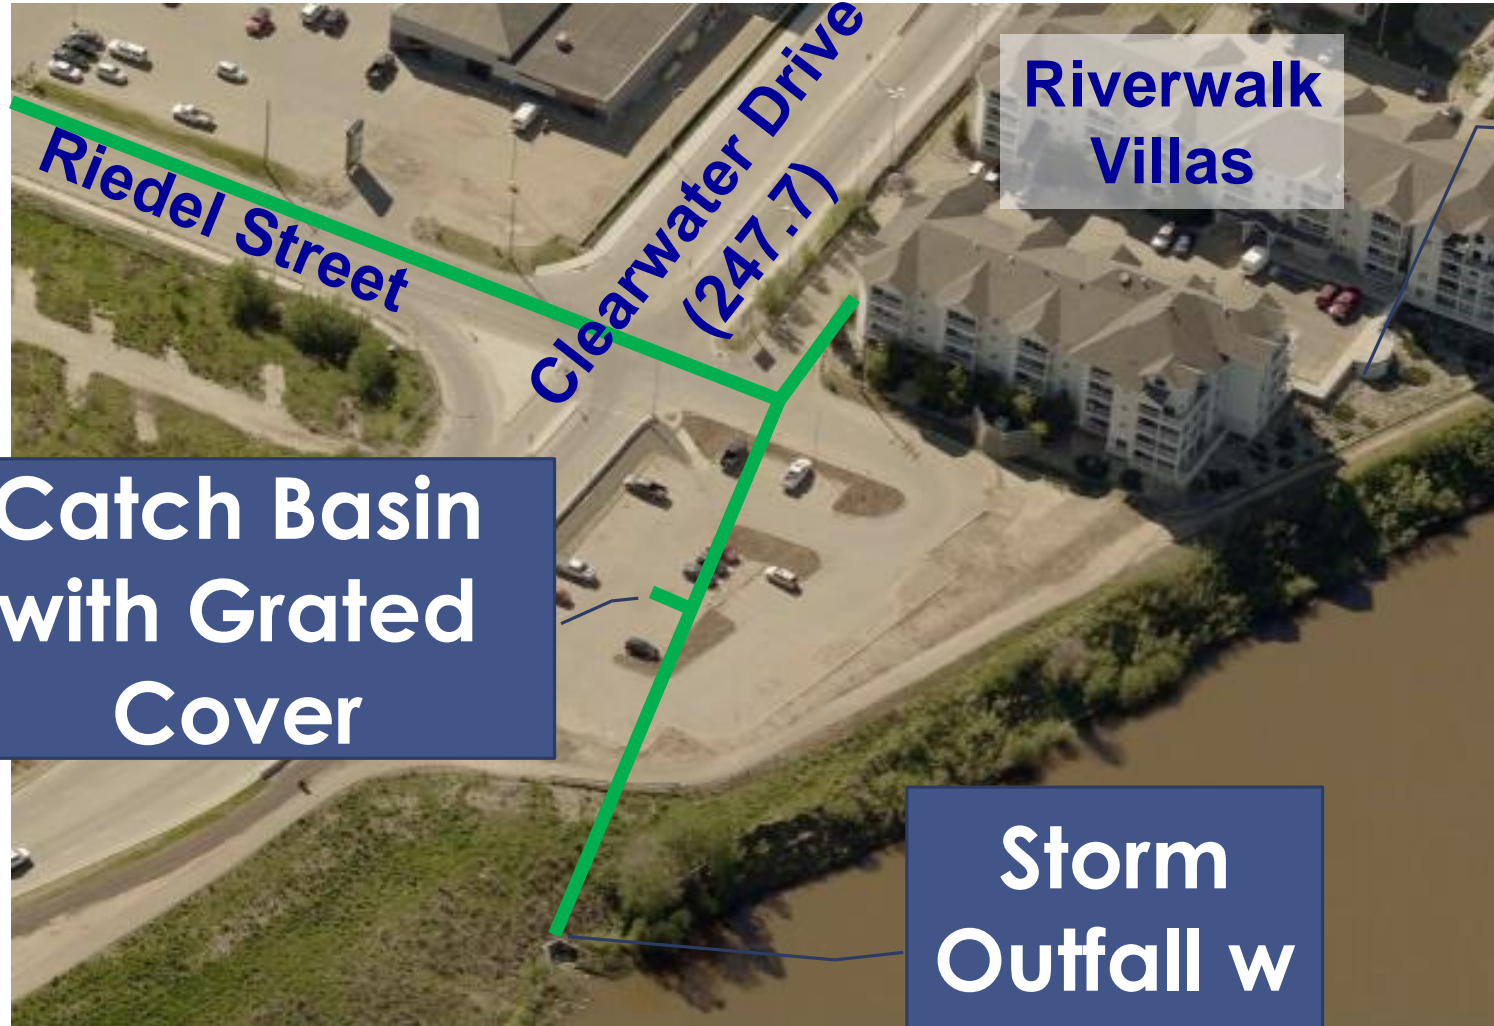 Riverwalk
Villas
Riedel Street
Clearwater Drive
(247.7)
Catch Basin
with Grated
Cover
Storm
Outfall w